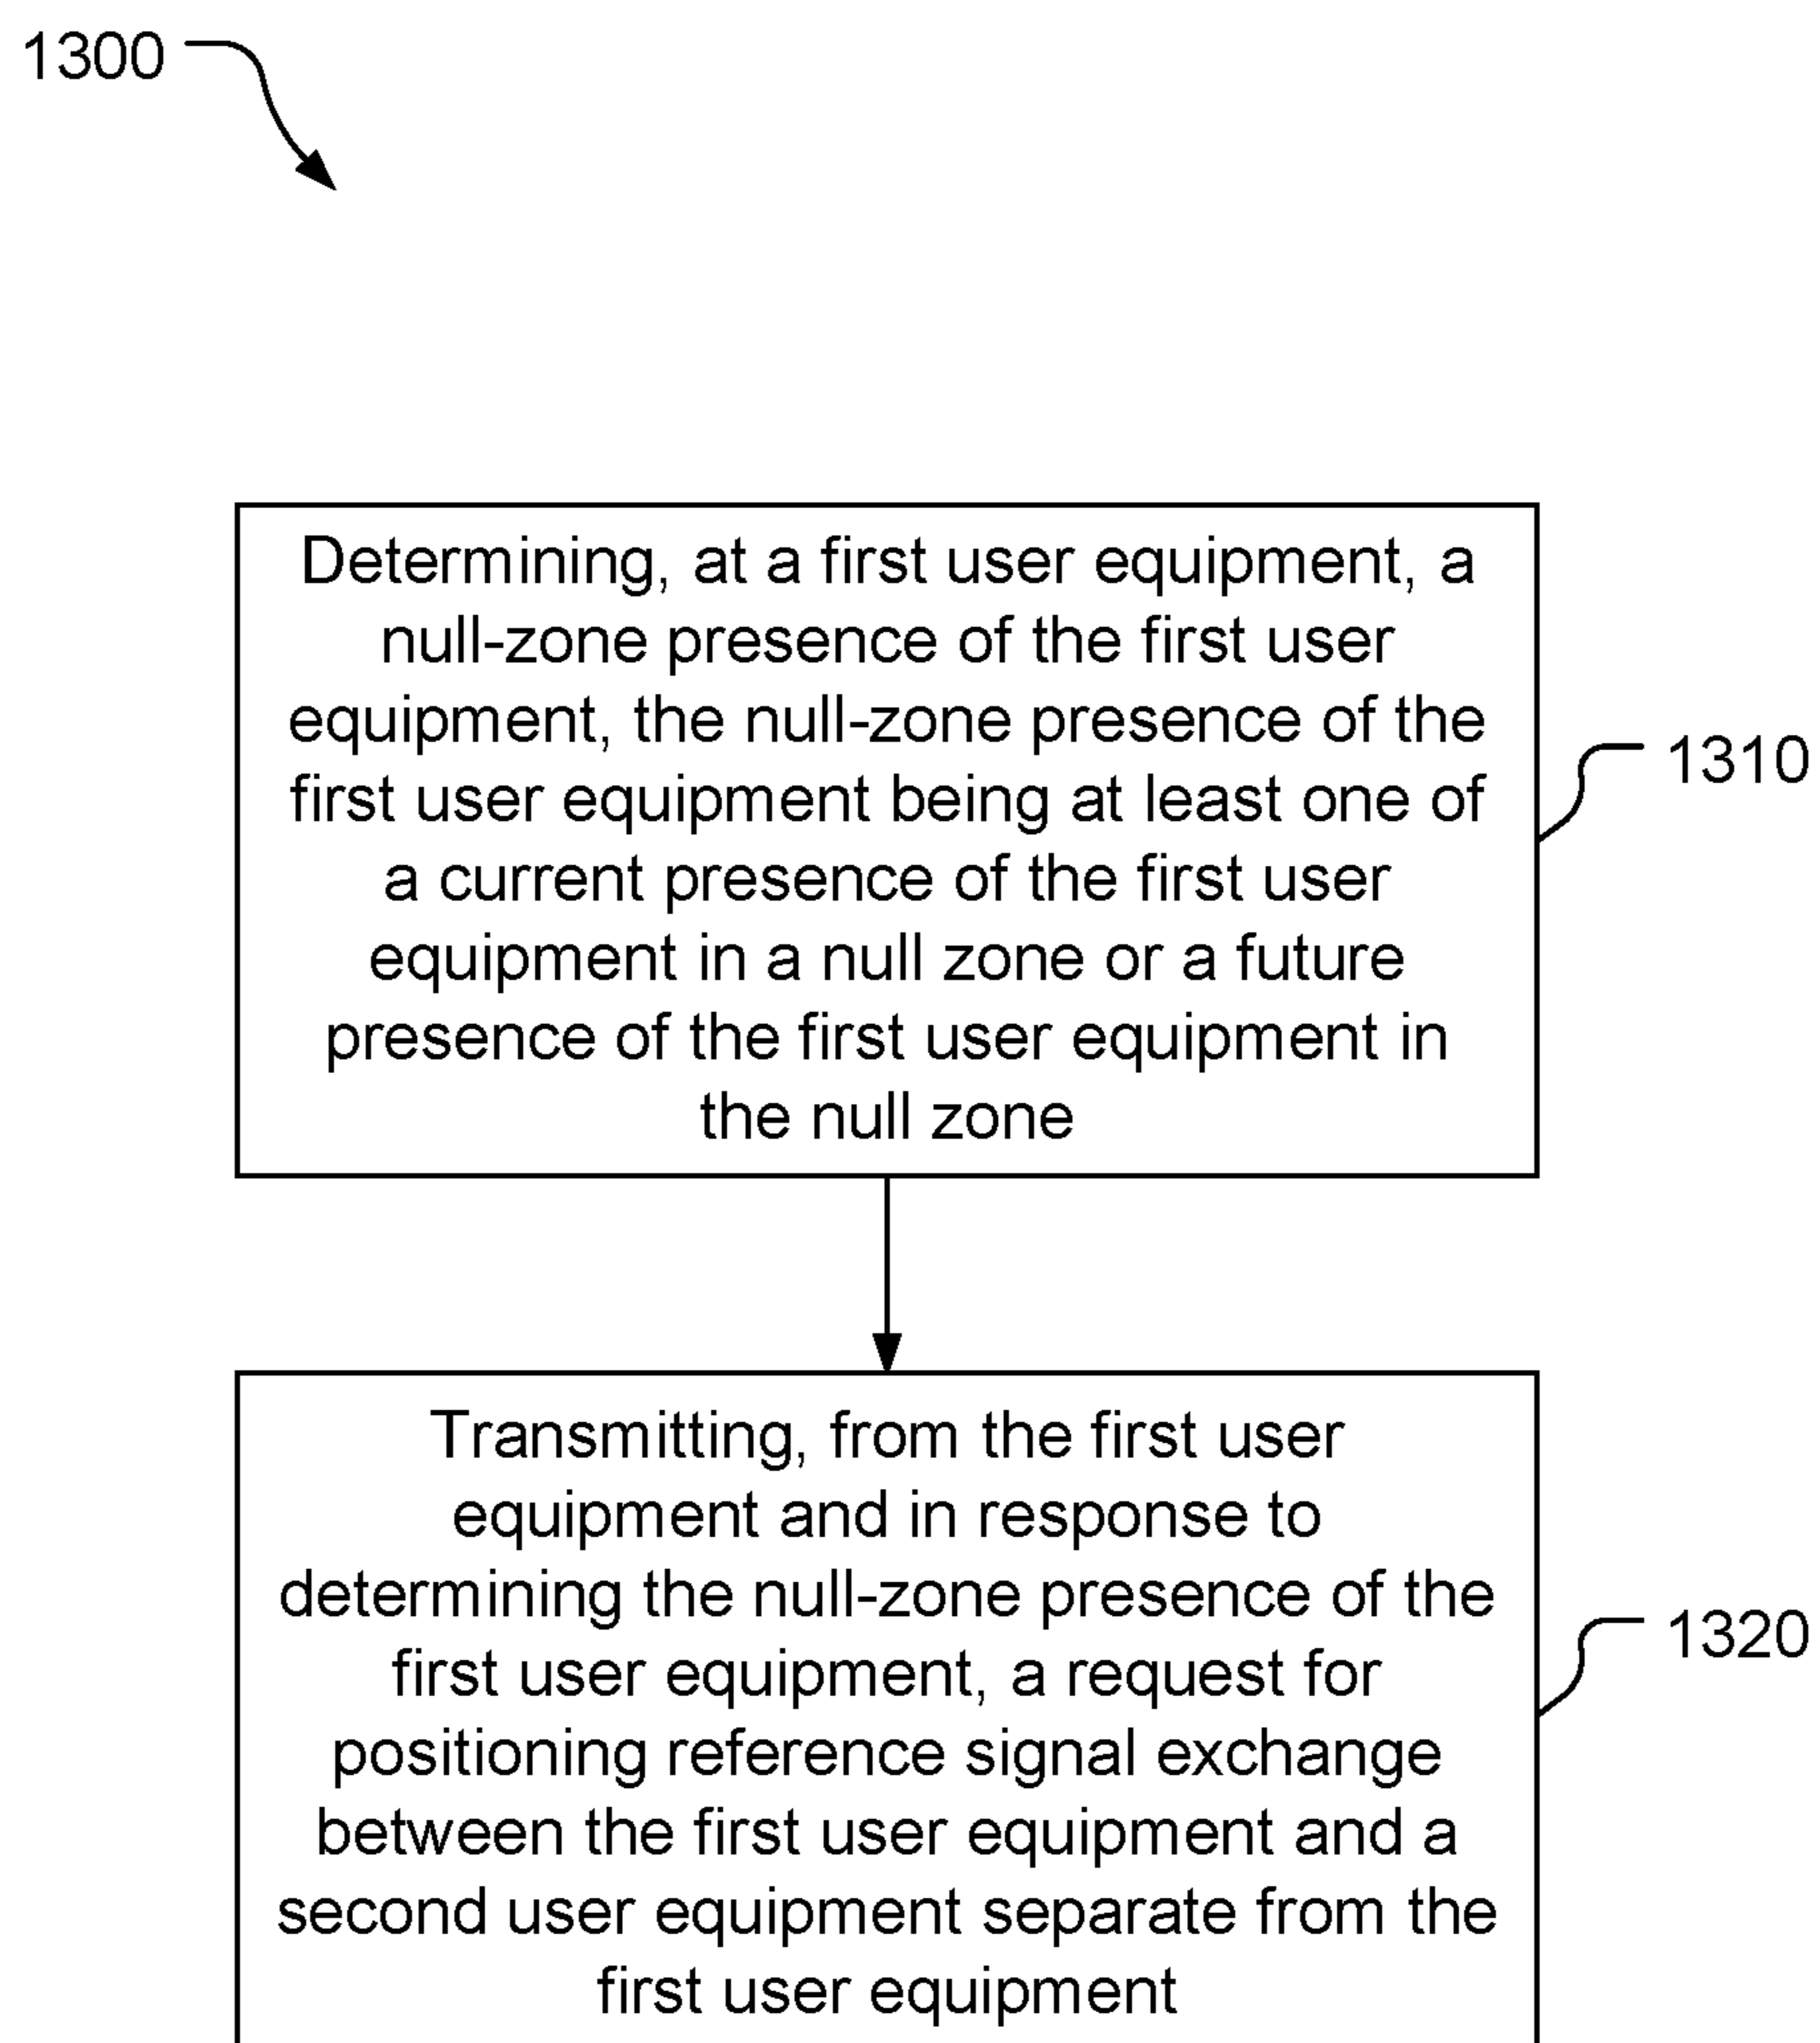 1300
Determining, at a first user equipment, a
null-zone presence of the first user
equipment, the null-zone presence of the
first user equipment being at least one of
a current presence of the first user
equipment in a null zone or a future
presence of the first user equipment in
the null zone
1310
Transmitting, from the first user
equipment and in response to
determining the null-zone presence of the
first user equipment, a request for
positioning reference signal exchange
between the first user equipment and a
second user equipment separate from the
first user equipment
1320